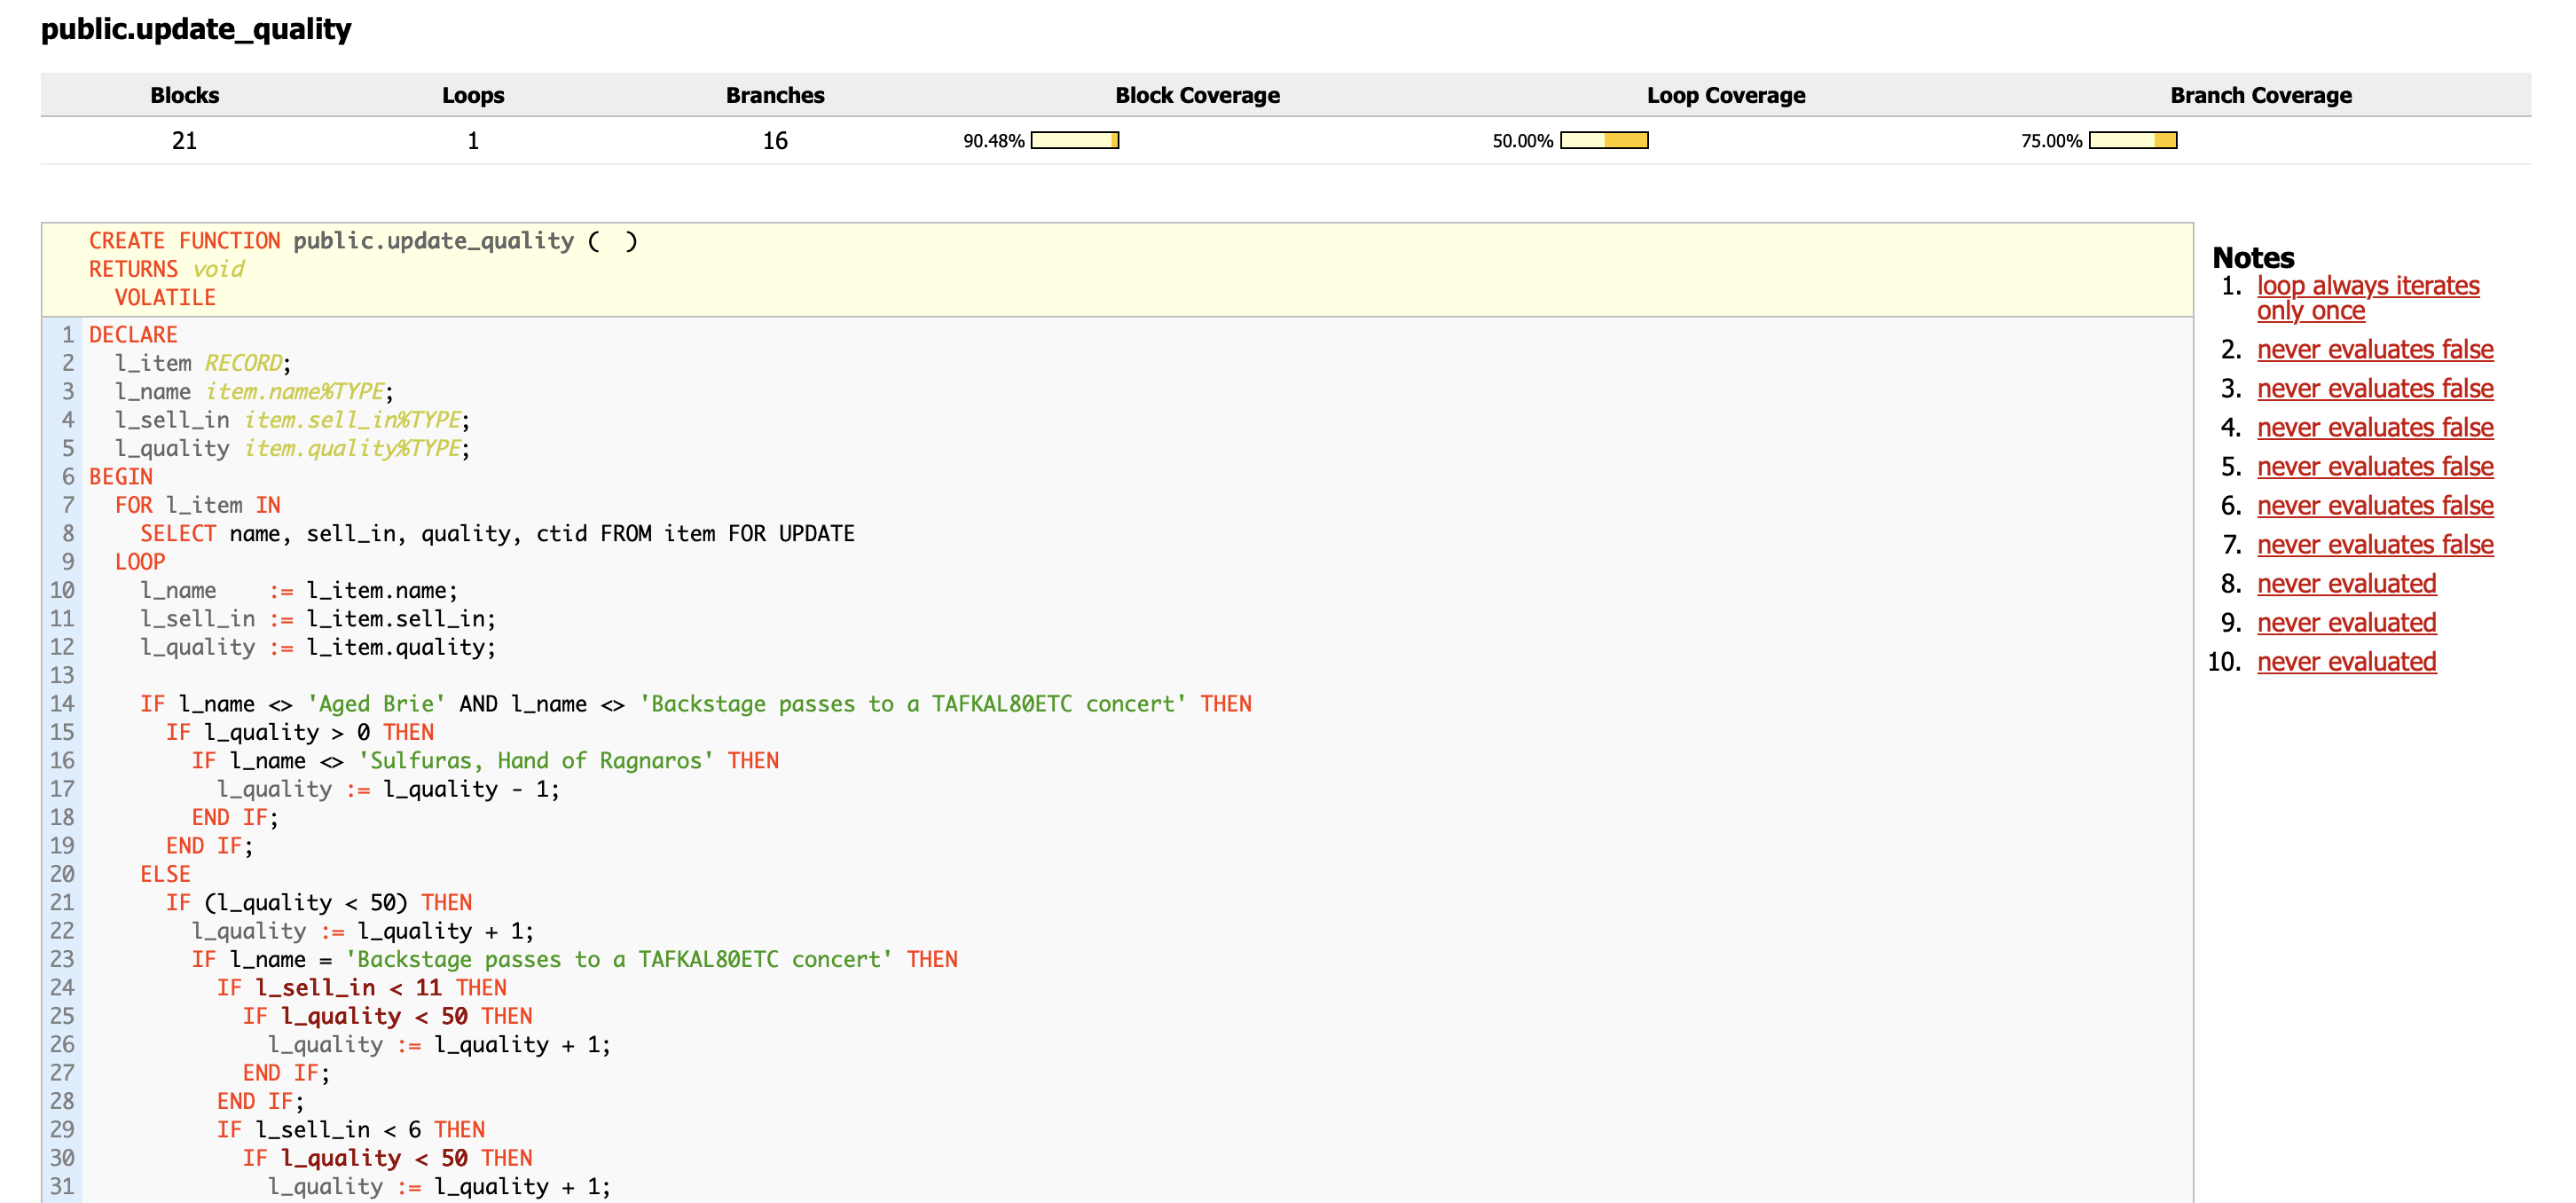 public.update_quality
Blocks Loops Branches Block Coverage Loop Coverage Branch Coverage
21 1 16 90.48% 50.00% 75.00%
CREATE FUNCTION public.update_quality ( )
RETURNS void
VOLATILE
1 DECLARE
2 l_item RECORD;
3 l_name item.name%TYPE;
4 l_sell_in item.sell_in%TYPE;
5 l_quality item.quality%TYPE;
6 BEGIN
7 FOR l_item IN
8 SELECT name, sell_in, quality, ctid FROM item FOR UPDATE
9 LOOP
10 l_name := l_item.name;
11 l_sell_in := l_item.sell_in;
12 l_quality := l_item.quality;
13
14 IF l_name <> 'Aged Brie' AND l_name <> 'Backstage passes to a TAFKAL80ETC concert' THEN
15 IF l_quality > 0 THEN
16 IF l_name <> 'Sulfuras, Hand of Ragnaros' THEN
17 l_quality := l_quality - 1;
18 END IF;
19 END IF;
20 ELSE
21 IF (l_quality < 50) THEN
22 l_quality := l_quality + 1;
23 IF l_name = 'Backstage passes to a TAFKAL80ETC concert' THEN
24 IF l_sell_in < 11 THEN
25 IF l_quality < 50 THEN
26 l_quality := l_quality + 1;
27 END IF;
28 END IF;
29 IF l_sell_in < 6 THEN
30 IF l_quality < 50 THEN
31 l_quality := l_quality + 1;
Notes
1. loop always iterates
only once
2. never evaluates false
3. never evaluates false
4. never evaluates false
5. never evaluates false
6. never evaluates false
7. never evaluates false
8. never evaluated
9. never evaluated
10. never evaluated